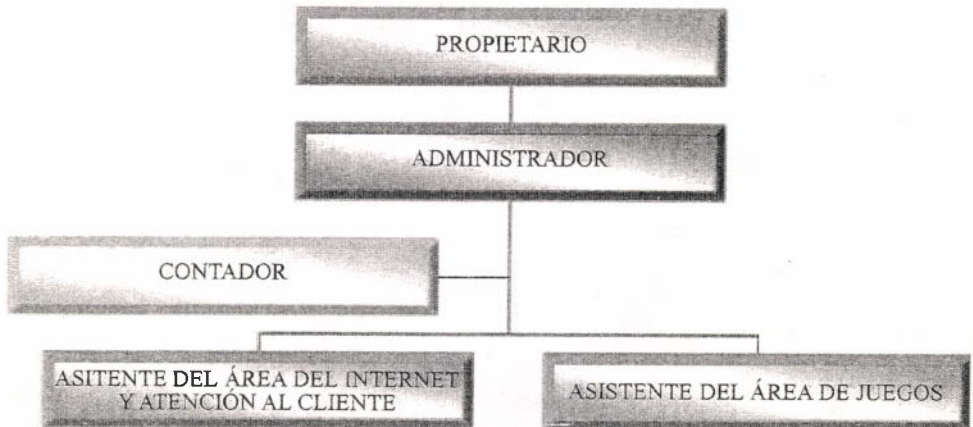 PROPIETARIO
ADMINISTRADOR
CONTADOR
ASITENTE DEL ÁREA DEL INTERNET
Y ATENCIÓN AL CLIENTE
ASISTENTE DEL ÁREA DE JUEGOS